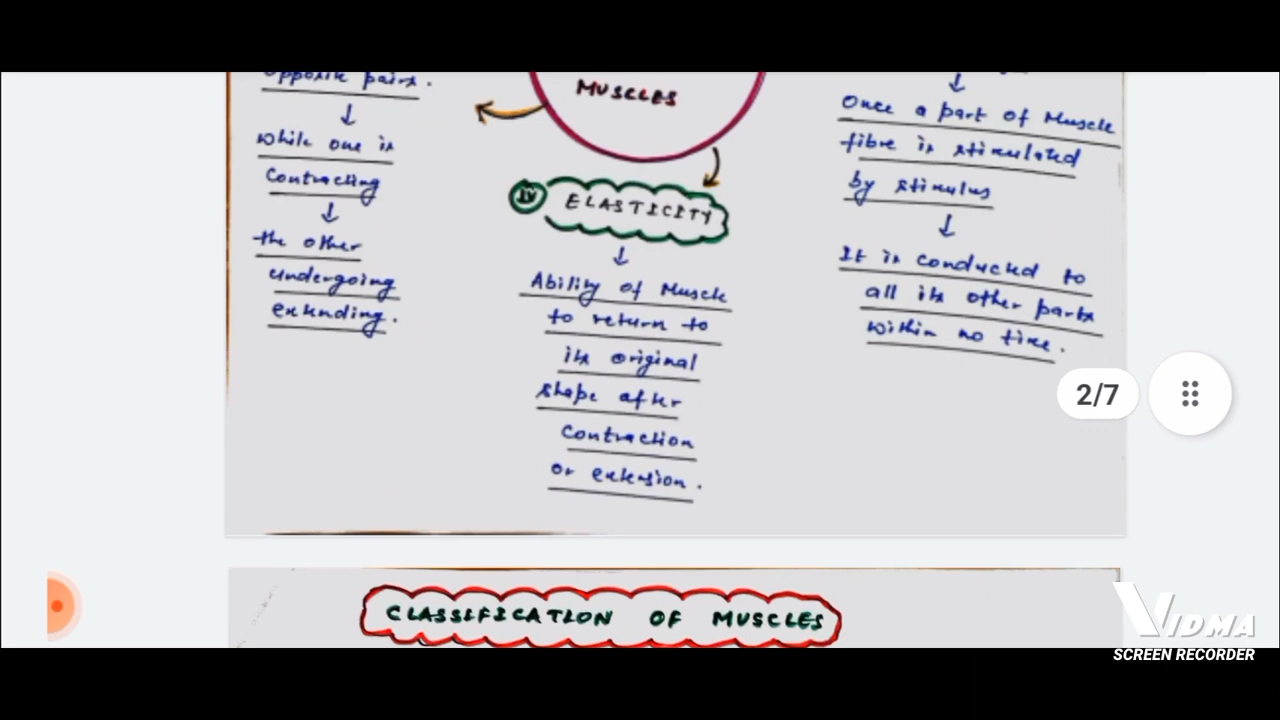 opposite pairs.
↓
while one is
Contracting
↓
the other
undergoing
extending.
MUSCLES
IV ELASTICITY
↓
Ability of Muscle
to return to
its original
shape after
Contraction
or extension.
↓
Once a part of Muscle
fibre is stimulated
by stimulus
↓
It is conducted to
all its other parts
within no time.
2/7
CLASSIFICATION OF MUSCLES
VIDMA
SCREEN RECORDER